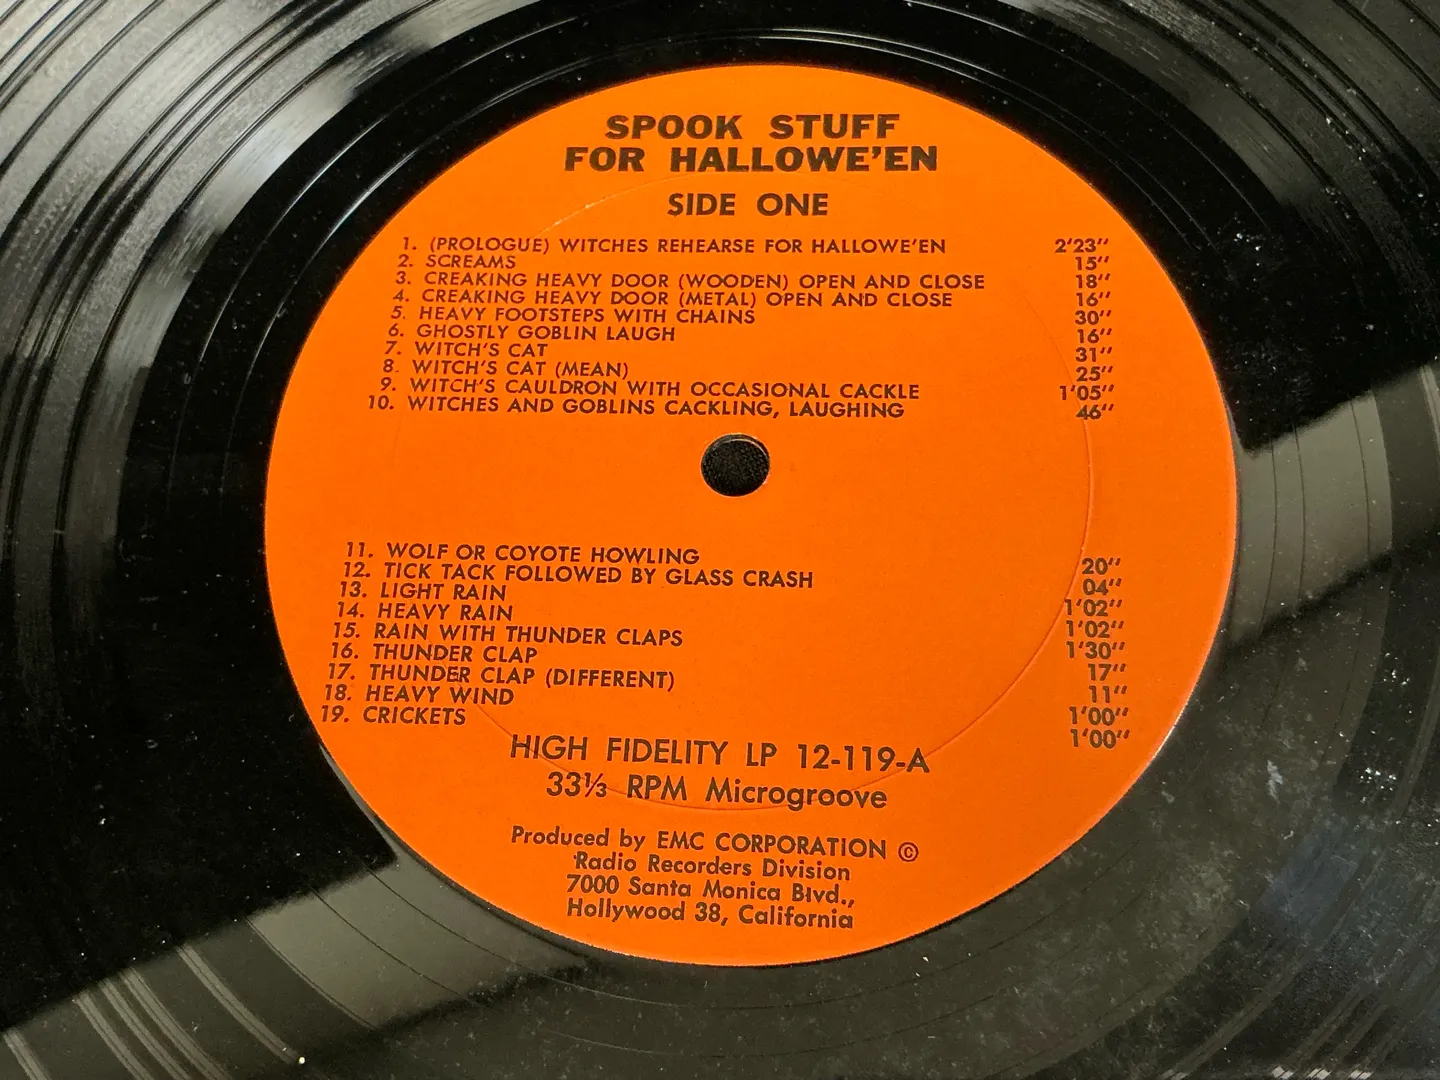 SPOOK STUFF
FOR HALLOWE'EN
SIDE ONE
1. (PROLOGUE) WITCHES REHEARSE FOR HALLOWE'EN 2'23"
2. SCREAMS 15"
3. CREAKING HEAVY DOOR (WOODEN) OPEN AND CLOSE 18"
4. CREAKING HEAVY DOOR (METAL) OPEN AND CLOSE 16"
5. HEAVY FOOTSTEPS WITH CHAINS 30"
6. GHOSTLY GOBLIN LAUGH 16"
7. WITCH'S CAT 31"
8. WITCH'S CAT (MEAN) 25"
9. WITCH'S CAULDRON WITH OCCASIONAL CACKLE 1'05"
10. WITCHES AND GOBLINS CACKLING, LAUGHING 46"
11. WOLF OR COYOTE HOWLING 20"
12. TICK TACK FOLLOWED BY GLASS CRASH 04"
13. LIGHT RAIN 1'02"
14. HEAVY RAIN 1'02"
15. RAIN WITH THUNDER CLAPS 1'30"
16. THUNDER CLAP 17"
17. THUNDER CLAP (DIFFERENT) 11"
18. HEAVY WIND 1'00"
19. CRICKETS 1'00"
HIGH FIDELITY LP 12-119-A
33⅓ RPM Microgroove
Produced by EMC CORPORATION ©
Radio Recorders Division
7000 Santa Monica Blvd.,
Hollywood 38, California